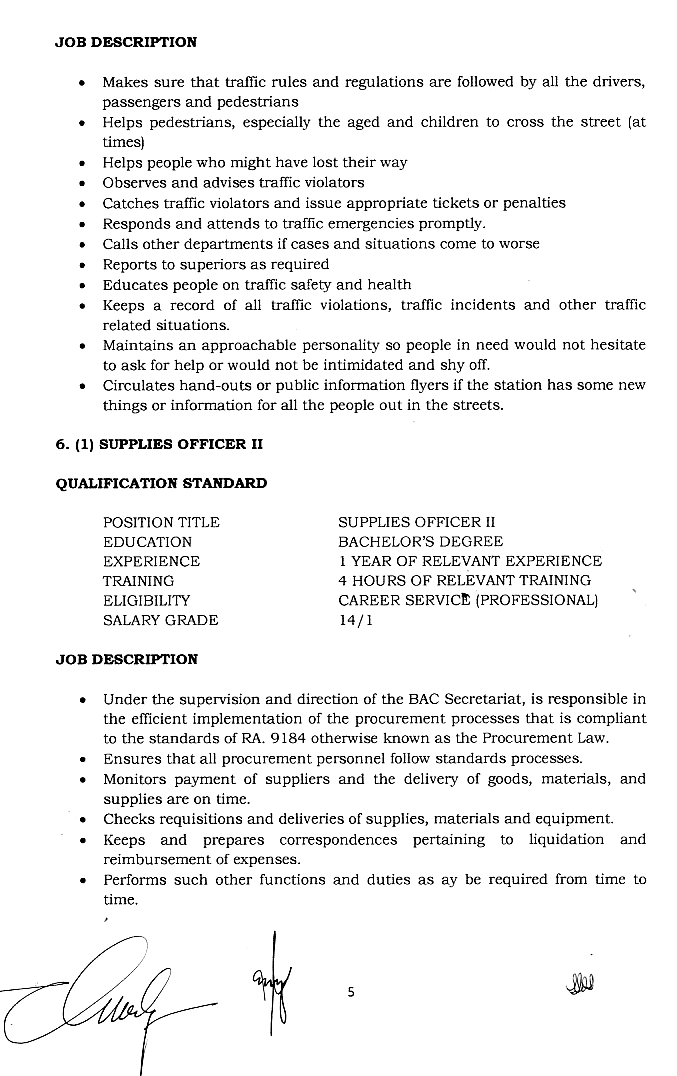 JOB DESCRIPTION
• Makes sure that traffic rules and regulations are followed by all the drivers,
passengers and pedestrians
• Helps pedestrians, especially the aged and children to cross the street (at
times)
• Helps people who might have lost their way
• Observes and advises traffic violators
• Catches traffic violators and issue appropriate tickets or penalties
• Responds and attends to traffic emergencies promptly.
• Calls other departments if cases and situations come to worse
• Reports to superiors as required
• Educates people on traffic safety and health
• Keeps a record of all traffic violations, traffic incidents and other traffic
related situations.
• Maintains an approachable personality so people in need would not hesitate
to ask for help or would not be intimidated and shy off.
• Circulates hand-outs or public information flyers if the station has some new
things or information for all the people out in the streets.
6. (1) SUPPLIES OFFICER II
QUALIFICATION STANDARD
POSITION TITLE SUPPLIES OFFICER II
EDUCATION BACHELOR'S DEGREE
EXPERIENCE 1 YEAR OF RELEVANT EXPERIENCE
TRAINING 4 HOURS OF RELEVANT TRAINING
ELIGIBILITY CAREER SERVICE (PROFESSIONAL)
SALARY GRADE 14/1
JOB DESCRIPTION
• Under the supervision and direction of the BAC Secretariat, is responsible in
the efficient implementation of the procurement processes that is compliant
to the standards of RA. 9184 otherwise known as the Procurement Law.
• Ensures that all procurement personnel follow standards processes.
• Monitors payment of suppliers and the delivery of goods, materials, and
supplies are on time.
• Checks requisitions and deliveries of supplies, materials and equipment.
• Keeps and prepares correspondences pertaining to liquidation and
reimbursement of expenses.
• Performs such other functions and duties as ay be required from time to
time.
5